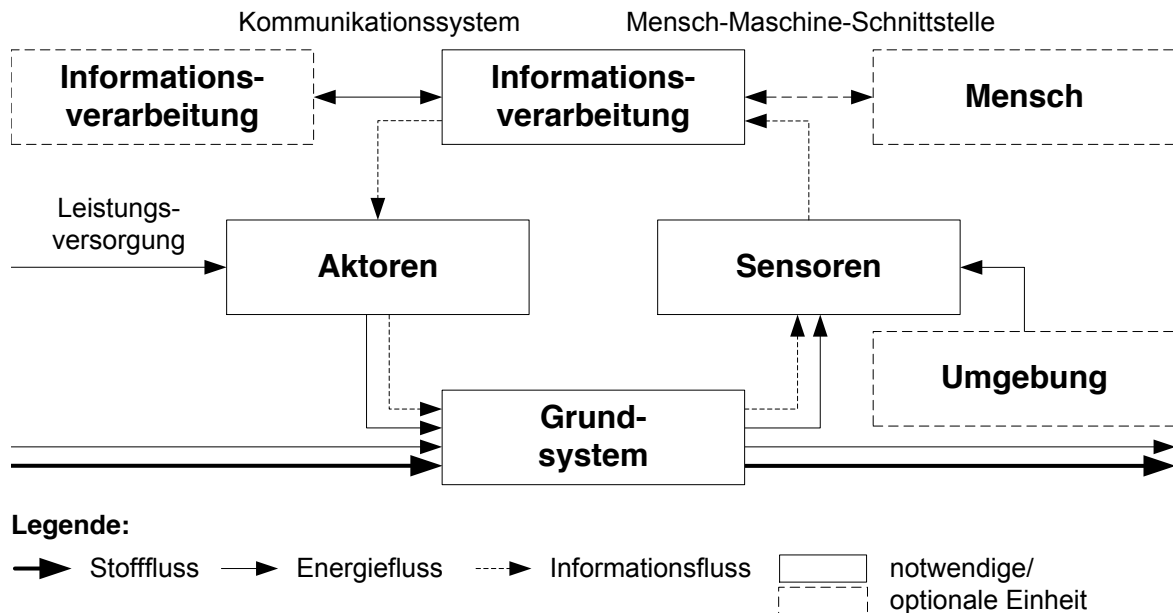 Kommunikationssystem
Mensch-Maschine-Schnittstelle
Informations-
verarbeitung
Informations-
verarbeitung
Mensch
Leistungs-
versorgung
Aktoren
Sensoren
Umgebung
Grund-
system
Legende:
Stofffluss
Energiefluss
Informationsfluss
notwendige/
optionale Einheit